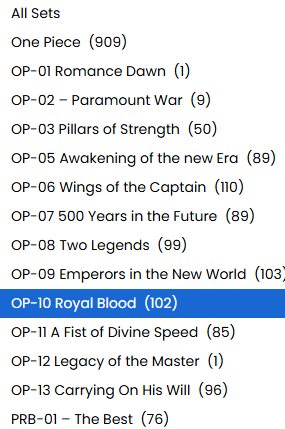 All Sets
One Piece (909)
OP-01 Romance Dawn (1)
OP-02 – Paramount War (9)
OP-03 Pillars of Strength (50)
OP-05 Awakening of the new Era (89)
OP-06 Wings of the Captain (110)
OP-07 500 Years in the Future (89)
OP-08 Two Legends (99)
OP-09 Emperors in the New World (103)
OP-10 Royal Blood (102)
OP-11 A Fist of Divine Speed (85)
OP-12 Legacy of the Master (1)
OP-13 Carrying On His Will (96)
PRB-01 – The Best (76)